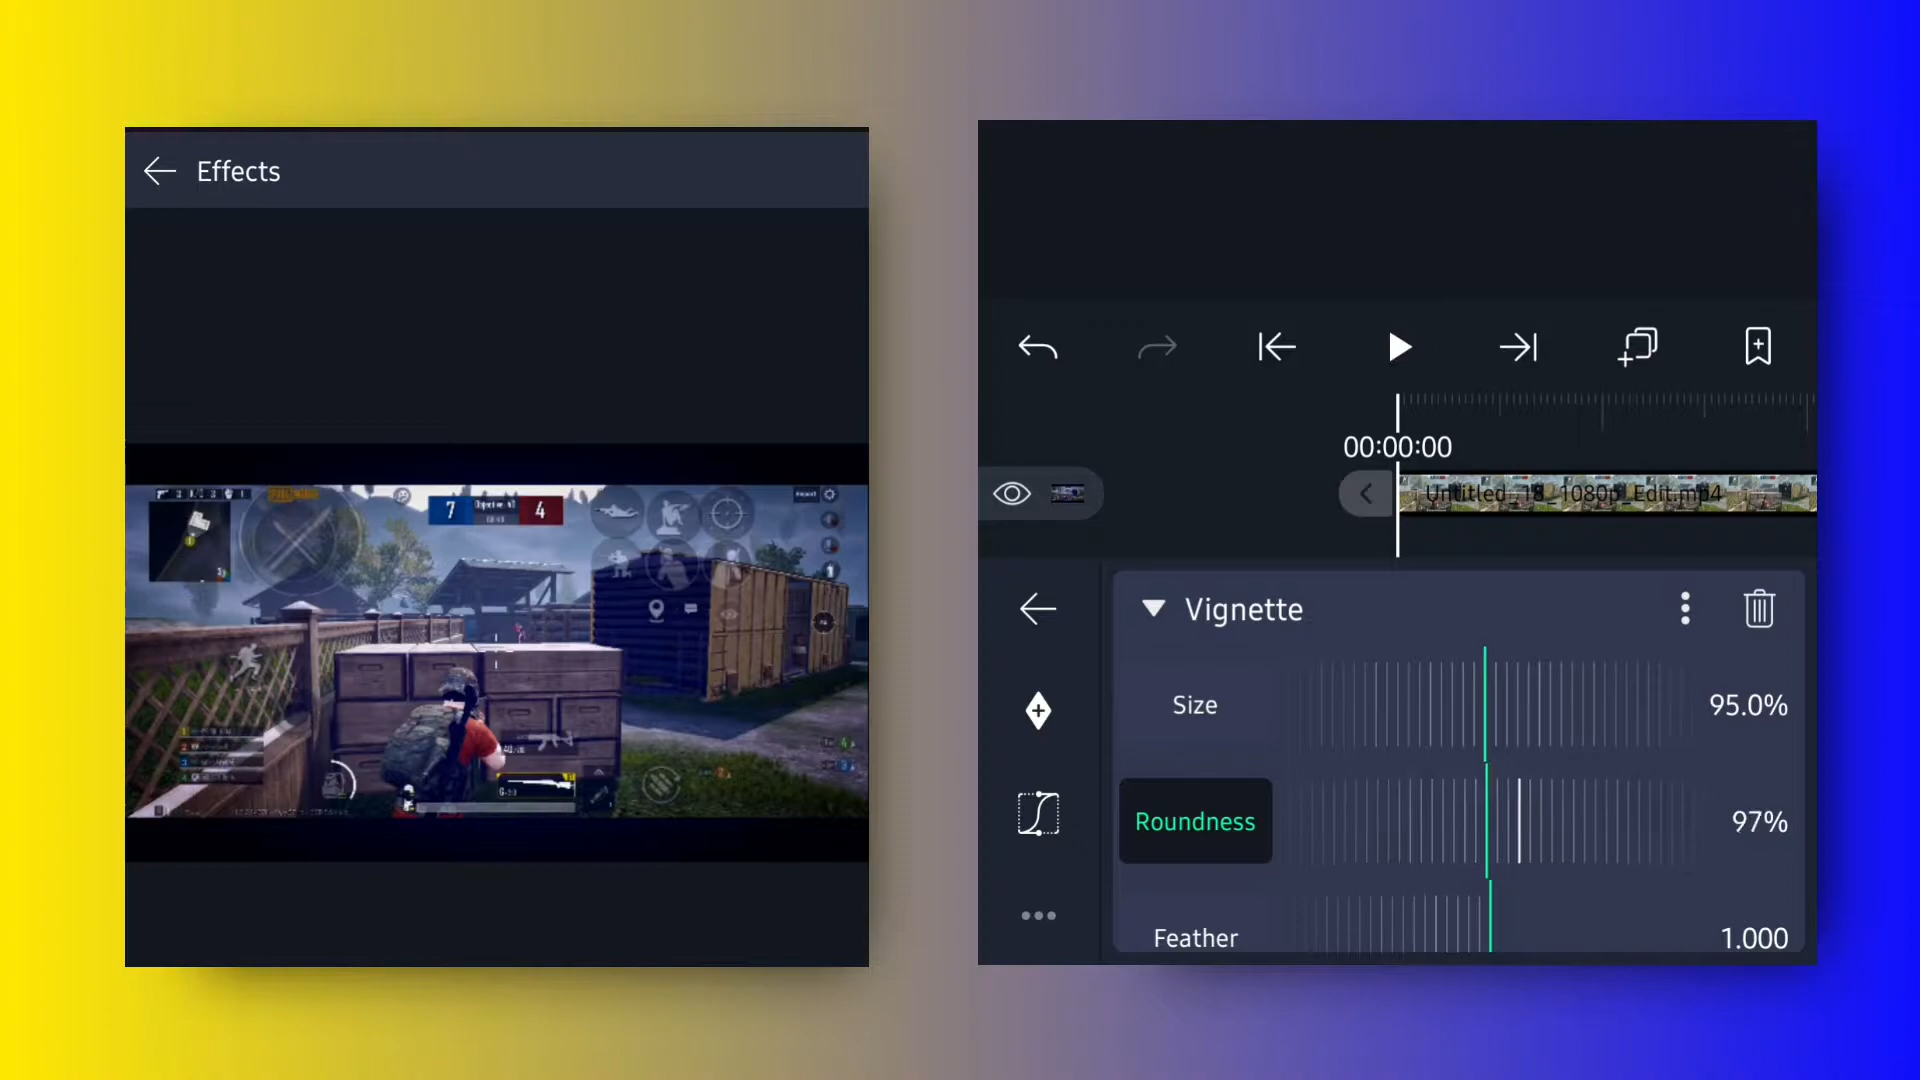 Effects
7
4
00:00:00
Untitled_18_1080p_Edit.mp4
Vignette
Size
95.0%
Roundness
97%
Feather
1.000